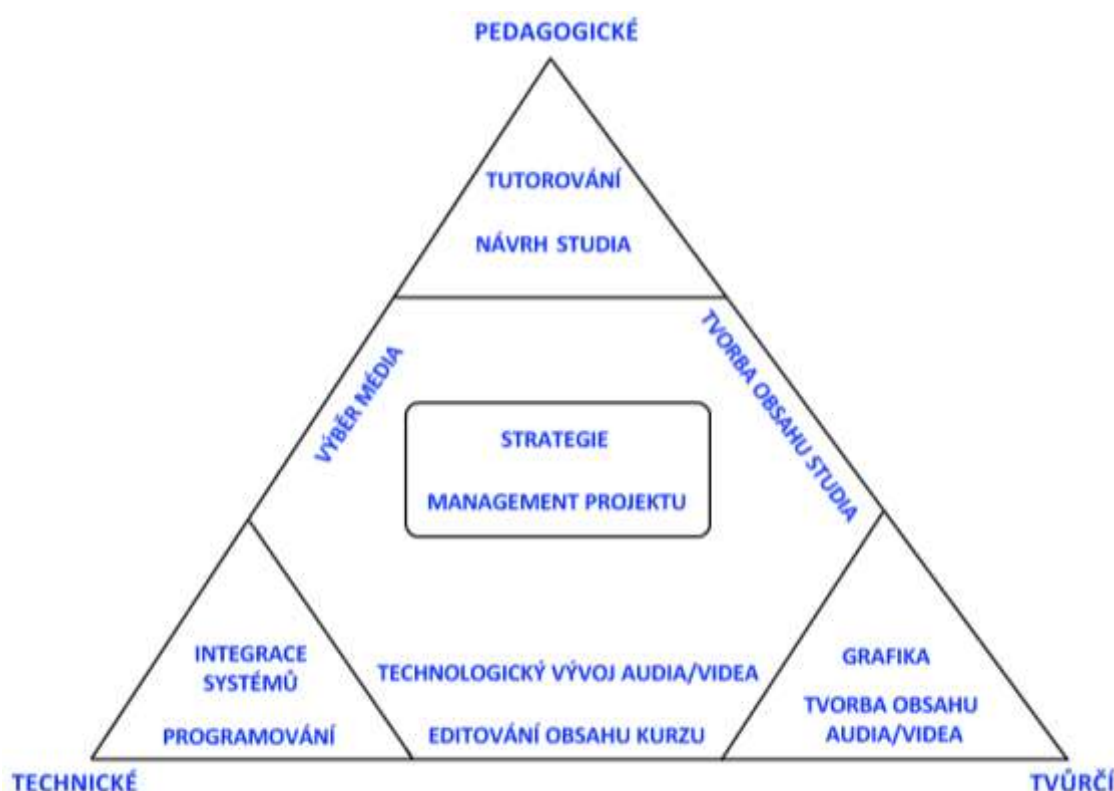 PEDAGOGICKÉ
TUTOROVÁNÍ
NÁVRH STUDIA
VÝBĚR MÉDIA
TVORBA OBSAHU STUDIA
STRATEGIE
MANAGEMENT PROJEKTU
INTEGRACE
SYSTÉMŮ
PROGRAMOVÁNÍ
TECHNOLOGICKÝ VÝVOJ AUDIA/VIDEA
EDITOVÁNÍ OBSAHU KURZU
GRAFIKA
TVORBA OBSAHU
AUDIA/VIDEA
TECHNICKÉ
TVŮRČÍ